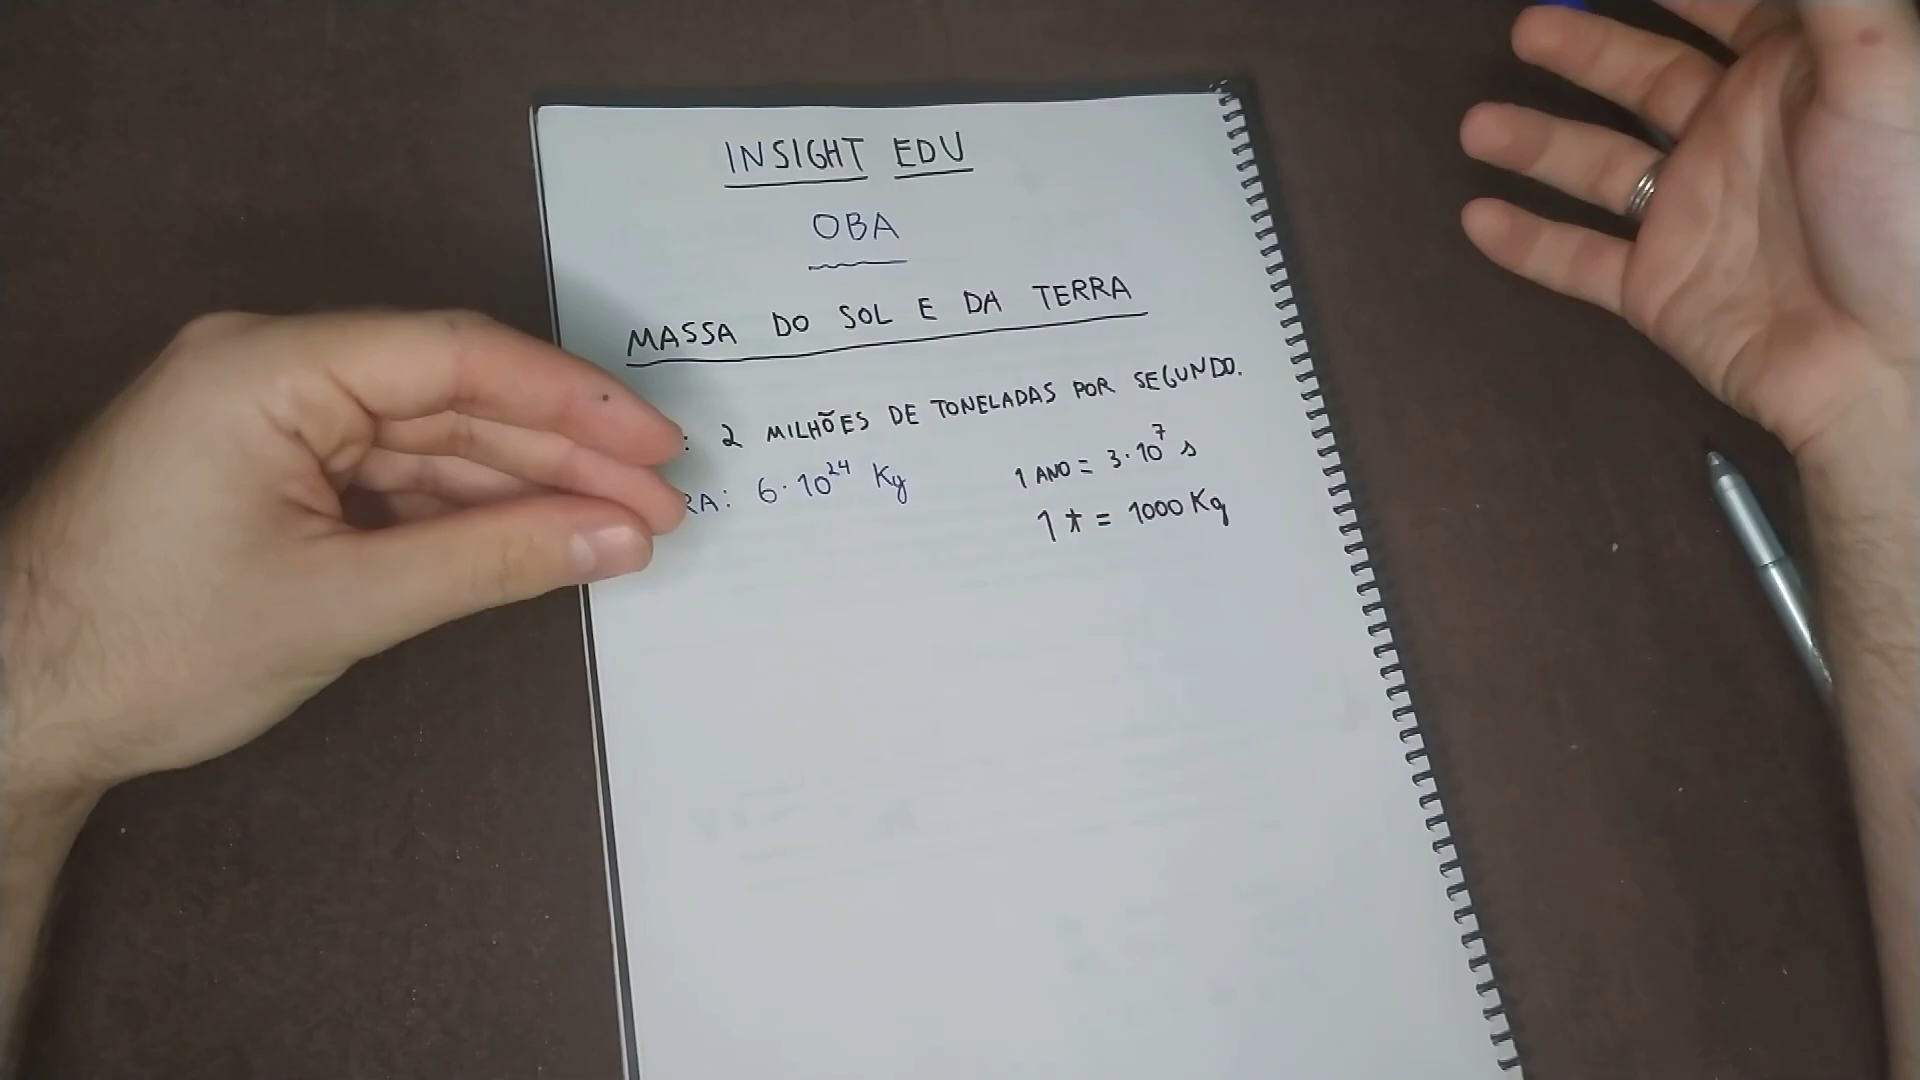 INSIGHT EDU
OBA
MASSA DO SOL E DA TERRA
: 2 MILHÕES DE TONELADAS POR SEGUNDO.
RA: 6·10²⁴ Kg
1 ANO = 3·10⁷ s
1 t = 1000 Kg